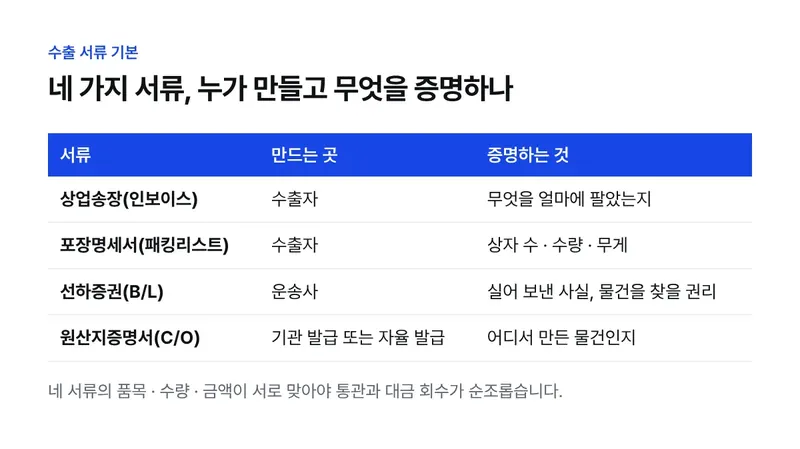 수출 서류 기본
네 가지 서류, 누가 만들고 무엇을 증명하나
서류 만드는 곳 증명하는 것
상업송장(인보이스) 수출자 무엇을 얼마에 팔았는지
포장명세서(패킹리스트) 수출자 상자 수 · 수량 · 무게
선하증권(B/L) 운송사 실어 보낸 사실, 물건을 찾을 권리
원산지증명서(C/O) 기관 발급 또는 자율 발급 어디서 만든 물건인지
네 서류의 품목 · 수량 · 금액이 서로 맞아야 통관과 대금 회수가 순조롭습니다.